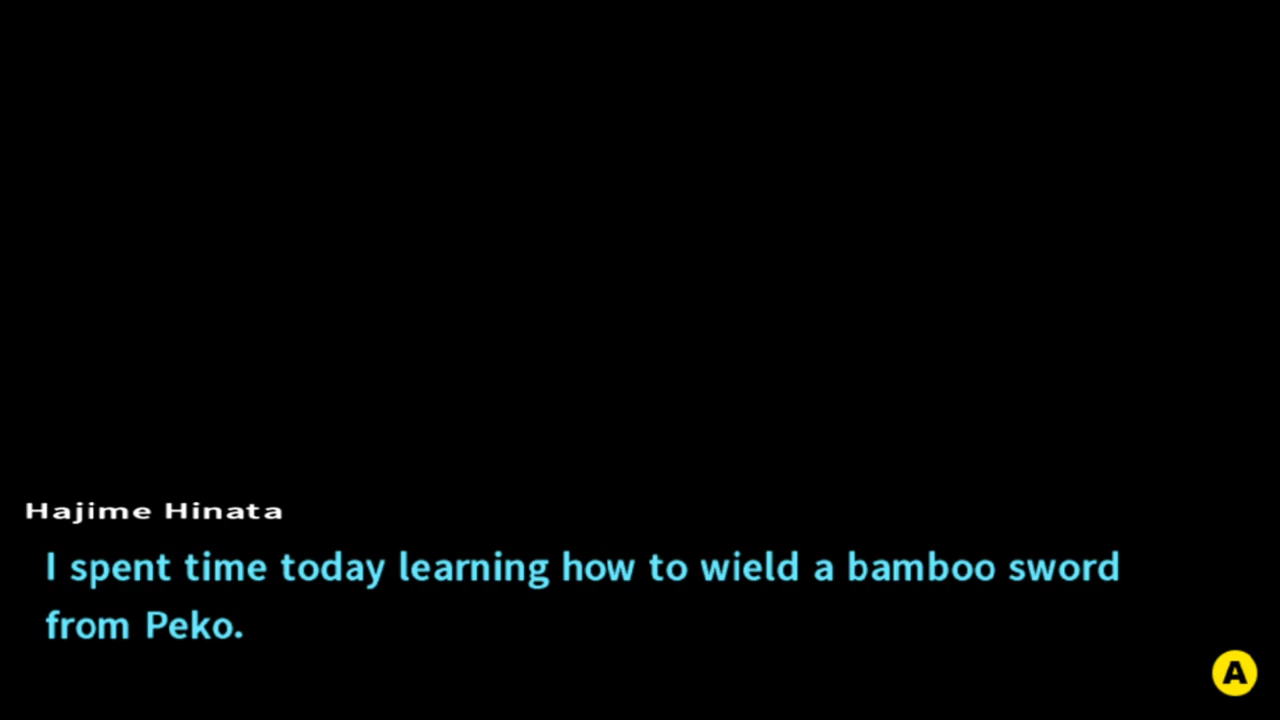 Hajime Hinata
I spent time today learning how to wield a bamboo sword
from Peko.
A